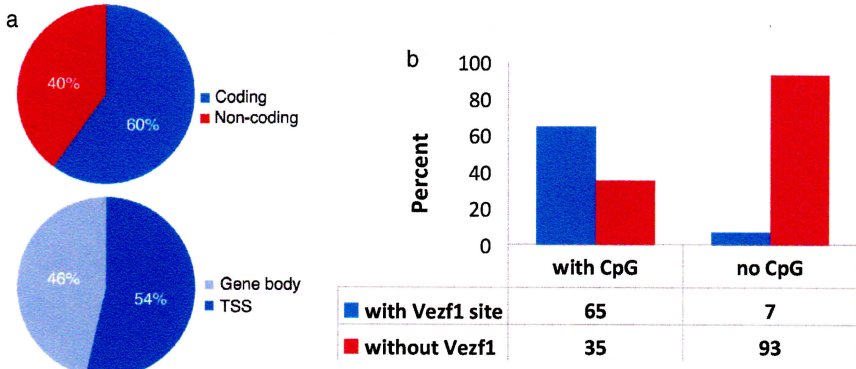 a
40%
60%
Coding
Non-coding
46%
54%
Gene body
TSS
b
Percent
100
80
60
40
20
0
with CpG no CpG
with Vezf1 site 65 7
without Vezf1 35 93